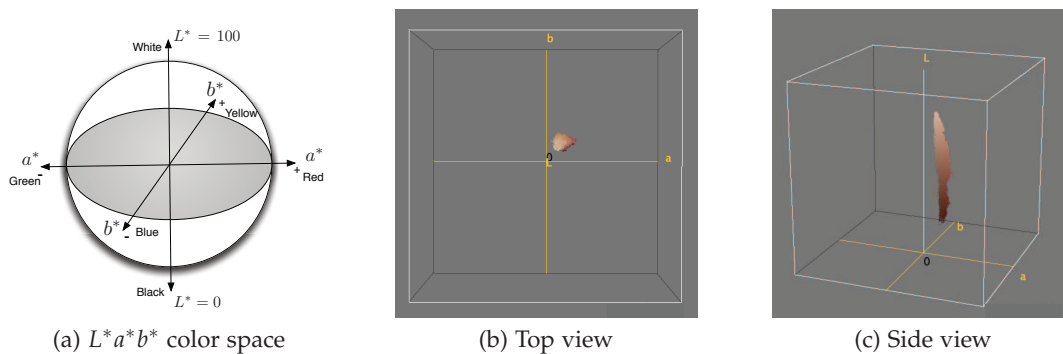 L* = 100
White
b*
+
Yellow
a*
a*
-
Green
+
Red
b*
-
Blue
Black
L* = 0
b
a
0
L
L
b
0
a
(a) L*a*b* color space
(b) Top view
(c) Side view